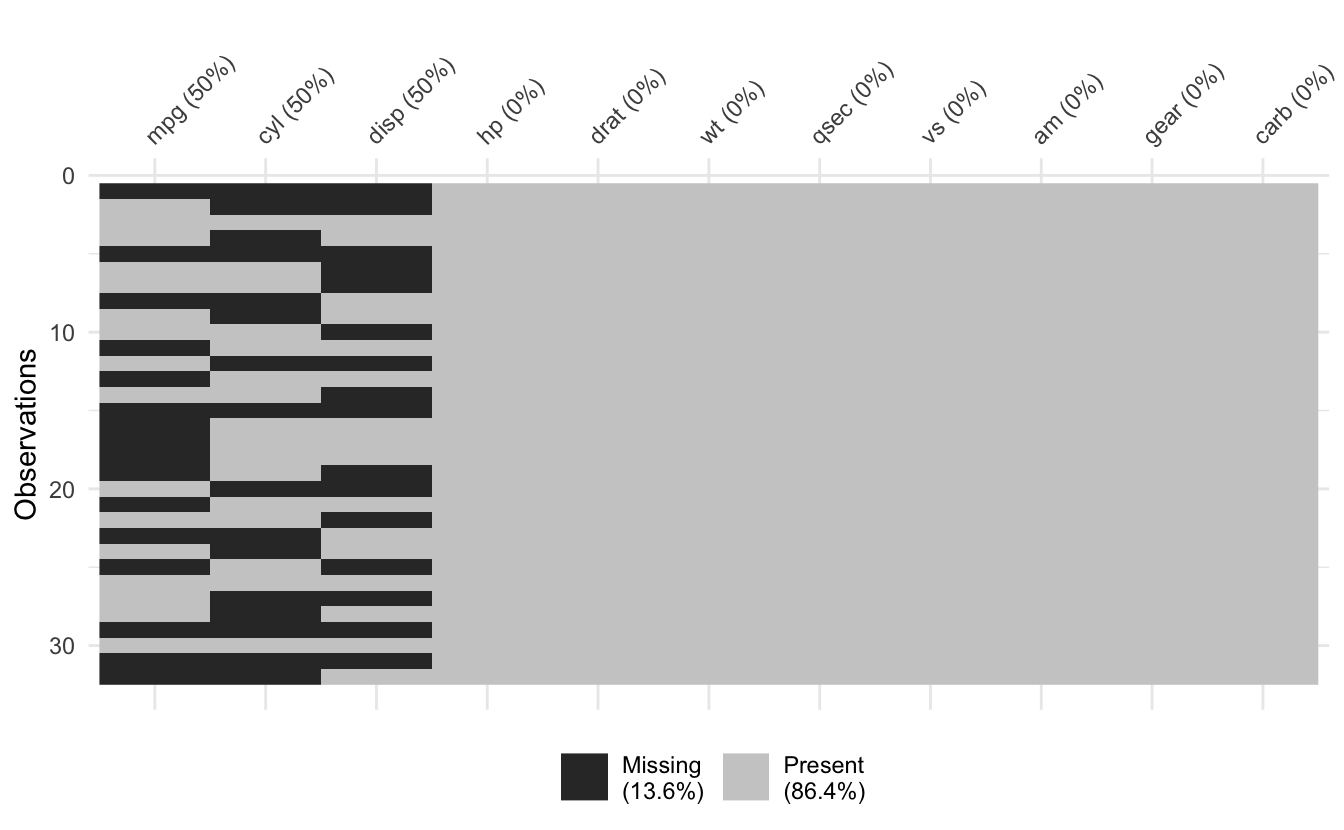 mpg (50%)
cyl (50%)
disp (50%)
hp (0%)
drat (0%)
wt (0%)
qsec (0%)
vs (0%)
am (0%)
gear (0%)
carb (0%)
0
10
20
30
Observations
Missing
(13.6%)
Present
(86.4%)